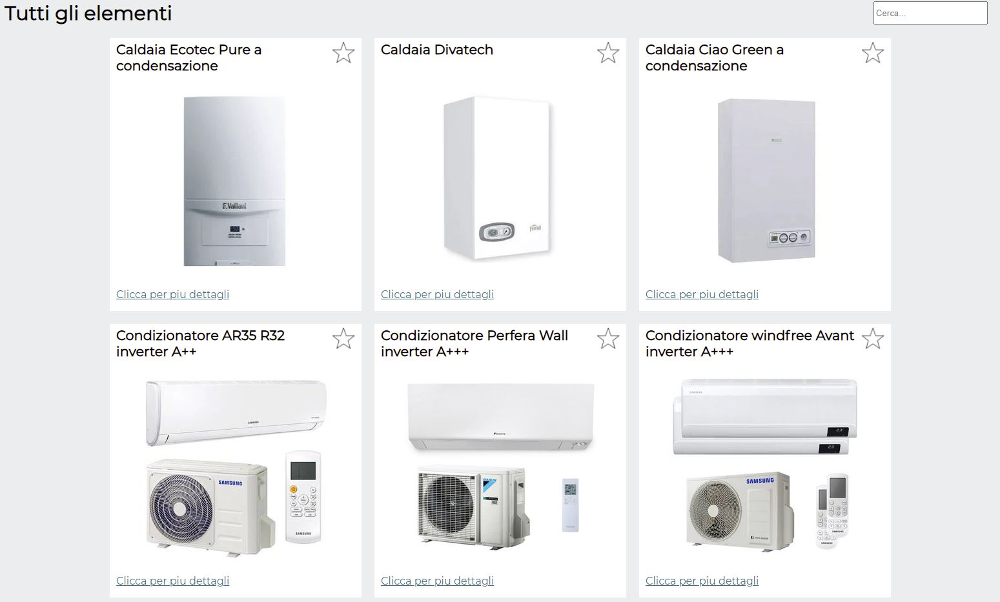 Tutti gli elementi
Cerca...
Caldaia Ecotec Pure a
condensazione
Caldaia Divatech
Caldaia Ciao Green a
condensazione
Vaillant
Ferroli
Clicca per piu dettagli
Clicca per piu dettagli
Clicca per piu dettagli
Condizionatore AR35 R32
inverter A++
Condizionatore Perfera Wall
inverter A+++
Condizionatore windfree Avant
inverter A+++
SAMSUNG
DAIKIN
SAMSUNG
SAMSUNG
DAIKIN
SAMSUNG
SAMSUNG
SAMSUNG
SAMSUNG
Clicca per piu dettagli
Clicca per piu dettagli
Clicca per piu dettagli